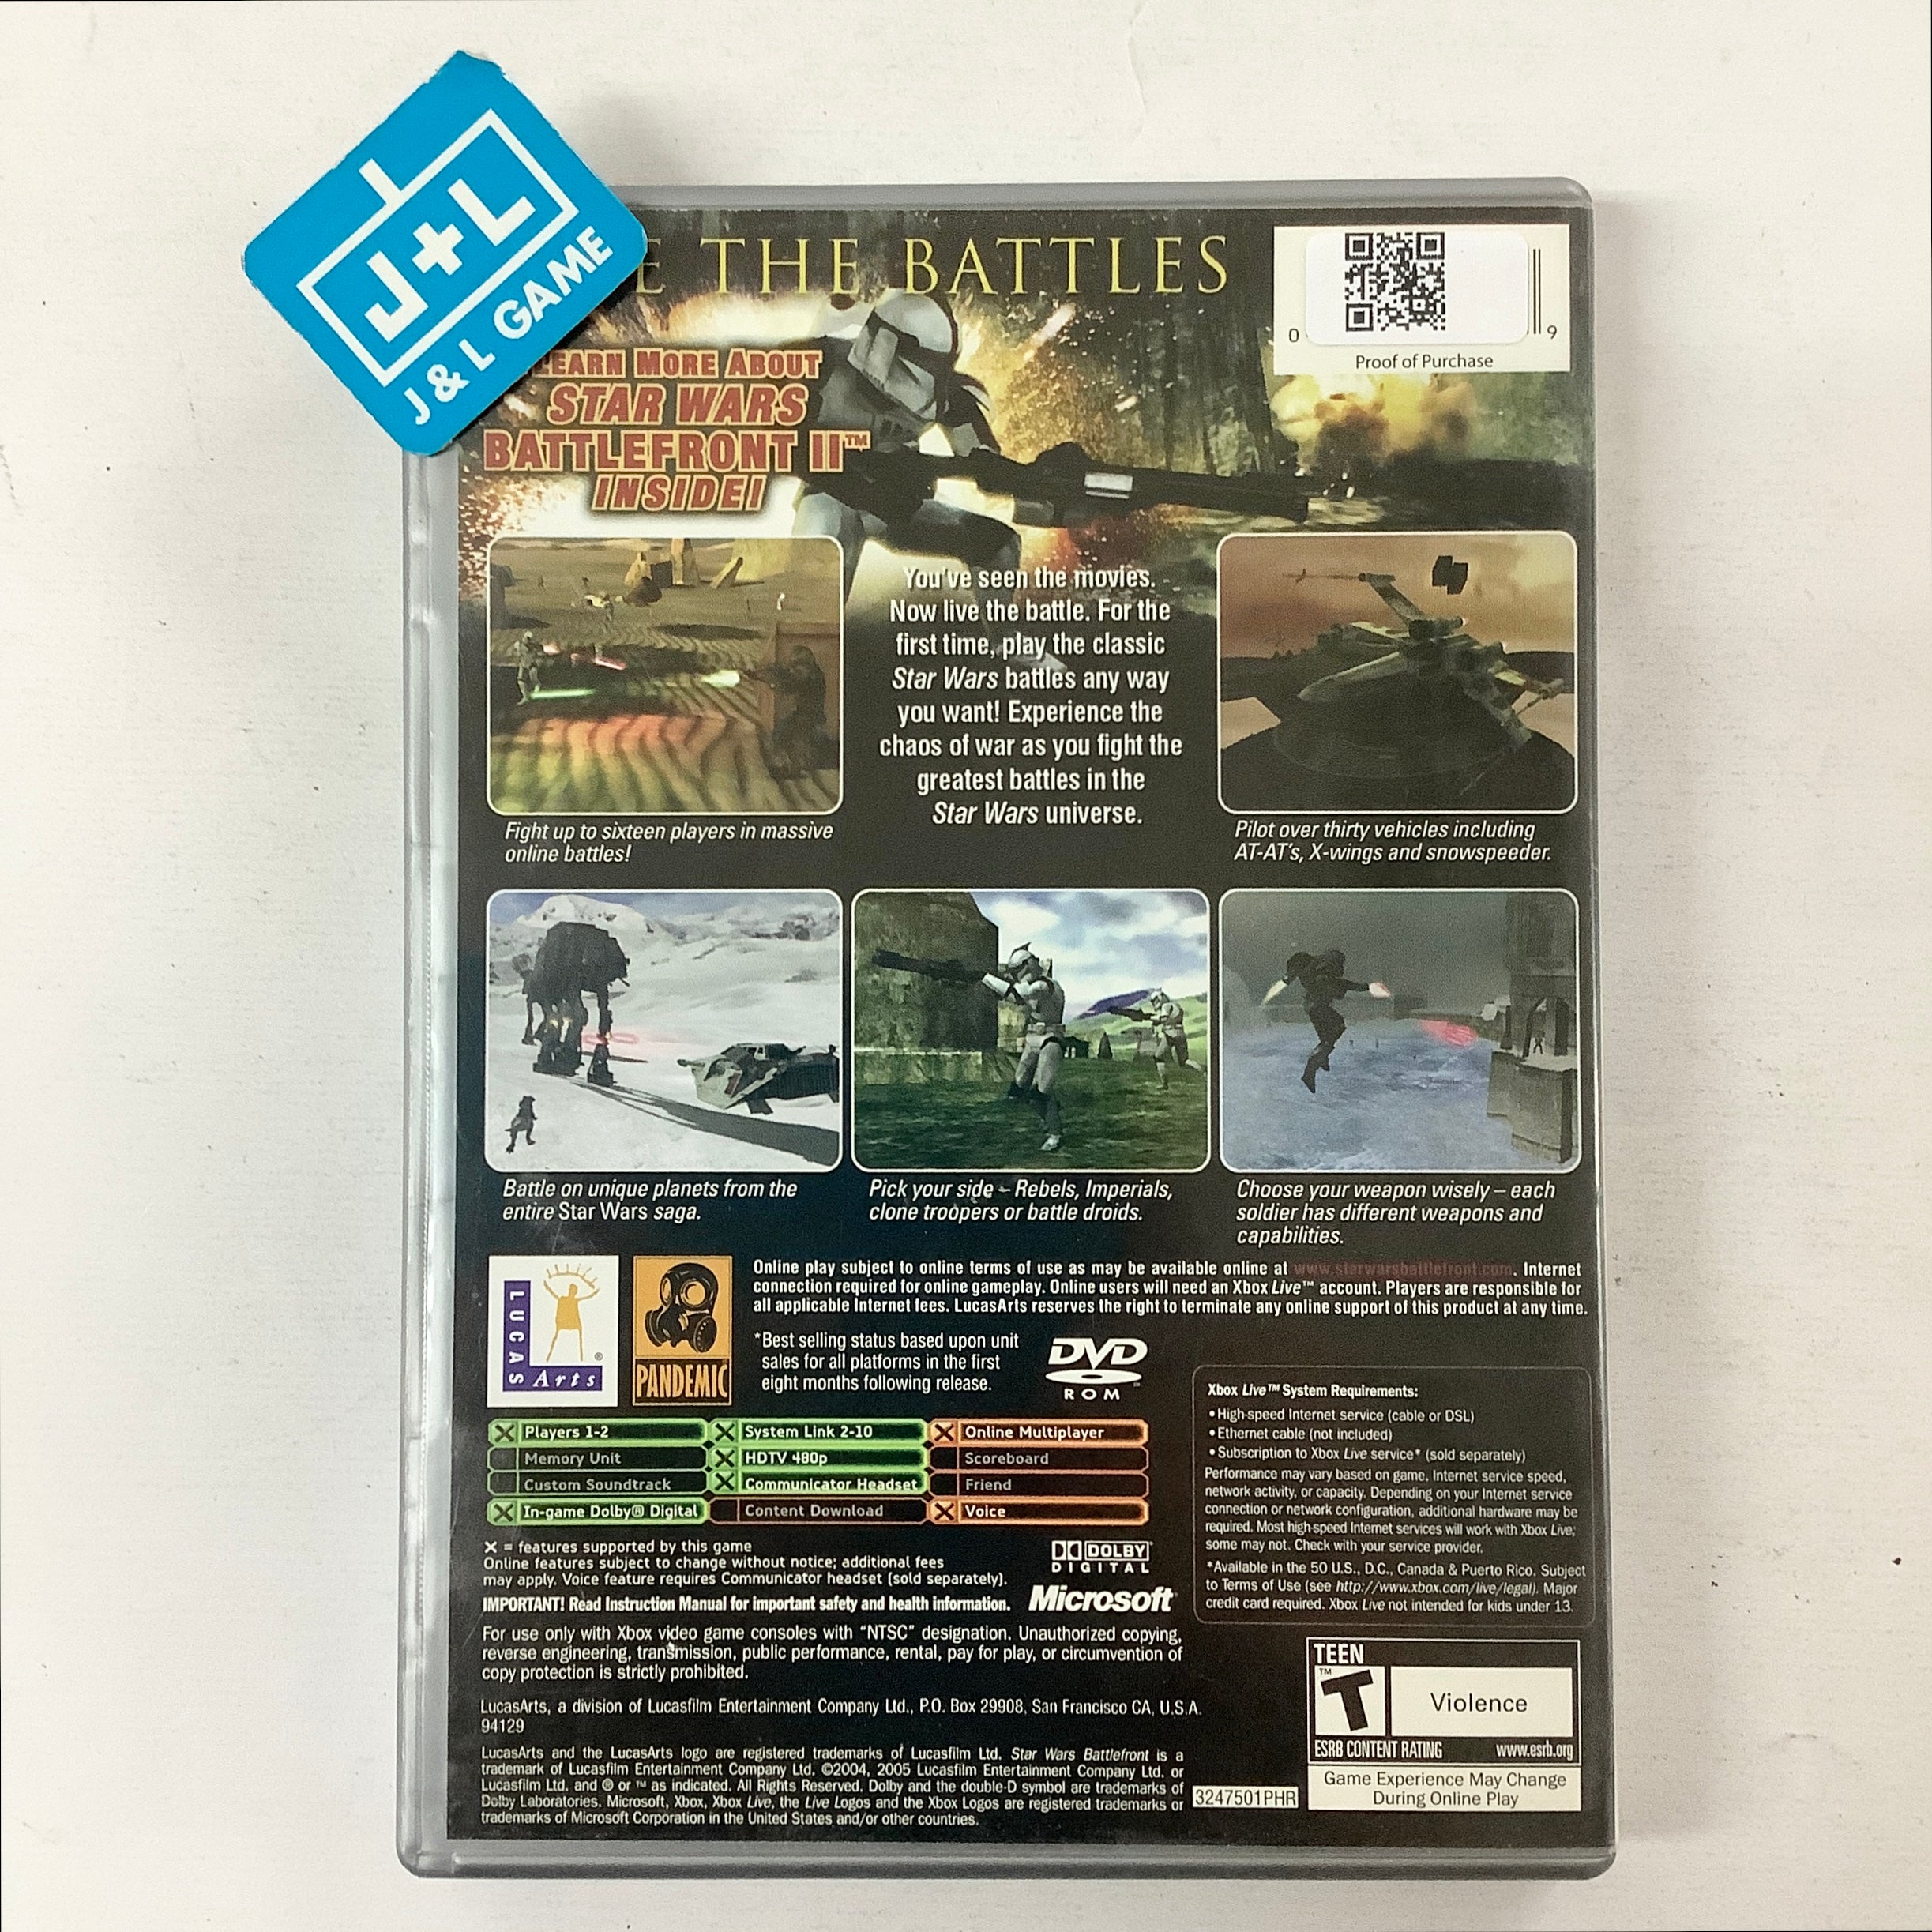 J+L
J & L GAME
E THE BATTLES
0
9
Proof of Purchase
LEARN MORE ABOUT
STAR WARS
BATTLEFRONT II™
INSIDE!
You've seen the movies.
Now live the battle. For the
first time, play the classic
Star Wars battles any way
you want! Experience the
chaos of war as you fight the
greatest battles in the
Star Wars universe.
Fight up to sixteen players in massive
online battles!
Pilot over thirty vehicles including
AT-AT's, X-wings and snowspeeder.
Battle on unique planets from the
entire Star Wars saga.
Pick your side – Rebels, Imperials,
clone troopers or battle droids.
Choose your weapon wisely – each
soldier has different weapons and
capabilities.
LUCAS
Arts
®
PANDEMIC
Online play subject to online terms of use as may be available online at www.starwarsbattlefront.com. Internet
connection required for online gameplay. Online users will need an Xbox Live™ account. Players are responsible for
all applicable Internet fees. LucasArts reserves the right to terminate any online support of this product at any time.
*Best selling status based upon unit
sales for all platforms in the first
eight months following release.
DVD
ROM
Players 1-2
System Link 2-10
Online Multiplayer
Memory Unit
HDTV 480p
Scoreboard
Custom Soundtrack
Communicator Headset
Friend
In-game Dolby® Digital
Content Download
Voice
X = features supported by this game
Online features subject to change without notice; additional fees
may apply. Voice feature requires Communicator headset (sold separately).
IMPORTANT! Read Instruction Manual for important safety and health information.
DOLBY
DIGITAL
Microsoft
For use only with Xbox video game consoles with “NTSC” designation. Unauthorized copying,
reverse engineering, transmission, public performance, rental, pay for play, or circumvention of
copy protection is strictly prohibited.
LucasArts, a division of Lucasfilm Entertainment Company Ltd., P.O. Box 29908, San Francisco CA, U.S.A.
94129
LucasArts and the LucasArts logo are registered trademarks of Lucasfilm Ltd. Star Wars Battlefront is a
trademark of Lucasfilm Entertainment Company Ltd. ©2004, 2005 Lucasfilm Entertainment Company Ltd. or
Lucasfilm Ltd. and ® or ™ as indicated. All Rights Reserved. Dolby and the double-D symbol are trademarks of
Dolby Laboratories. Microsoft, Xbox, Xbox Live, the Live Logos and the Xbox Logos are registered trademarks or
trademarks of Microsoft Corporation in the United States and/or other countries.
3247501PHR
Xbox Live™ System Requirements:
• High-speed Internet service (cable or DSL)
• Ethernet cable (not included)
• Subscription to Xbox Live service* (sold separately)
Performance may vary based on game, Internet service speed,
network activity, or capacity. Depending on your Internet service
connection or network configuration, additional hardware may be
required. Most high-speed Internet services will work with Xbox Live;
some may not. Check with your service provider.
*Available in the 50 U.S., D.C., Canada & Puerto Rico. Subject
to Terms of Use (see http://www.xbox.com/live/legal). Major
credit card required. Xbox Live not intended for kids under 13.
TEEN
T
™
Violence
ESRB CONTENT RATING
www.esrb.org
Game Experience May Change
During Online Play